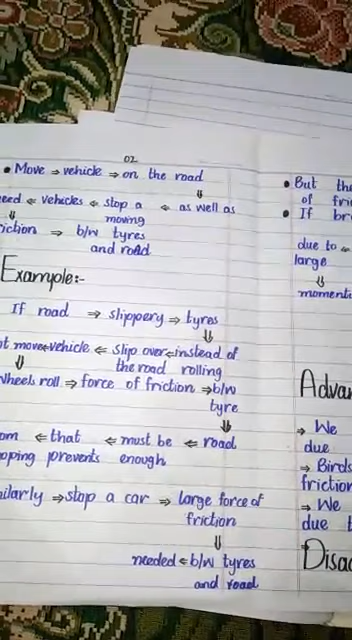 02
• Move → vehicle → on the road
⇓
eed ← vehicles ← stop a ← as well as
moving
⇓
iction → b/w tyres
and road
Example:-
If road → slippery → tyres
⇓
ot move←vehicle ← slip over←instead of
the road rolling
⇓
Wheels roll → force of friction → b/w
tyre
⇓
om ← that ← must be ← road
pping prevents enough
ilarly → stop a car → large force of
friction
⇓
needed ← b/w tyres
and road
• But the
of fri
• If br
due to ←
large
⇓
momenti
Advan
→ We
due
→ Birds
friction
→ We
due t
Disad